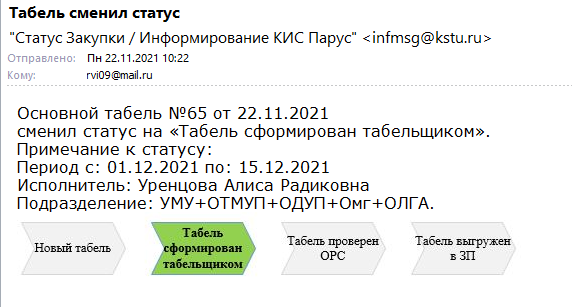 Табель сменил статус
"Статус Закупки / Информирование КИС Парус" <infmsg@kstu.ru>
Отправлено: Пн 22.11.2021 10:22
Кому: rvi09@mail.ru
Основной табель №65 от 22.11.2021
сменил статус на «Табель сформирован табельщиком».
Примечание к статусу:
Период с: 01.12.2021 по: 15.12.2021
Исполнитель: Уренцова Алиса Радиковна
Подразделение: УМУ+ОТМУП+ОДУП+Омг+ОЛГА.
Новый табель
Табель
сформирован
табельщиком
Табель проверен
ОРС
Табель выгружен
в ЗП